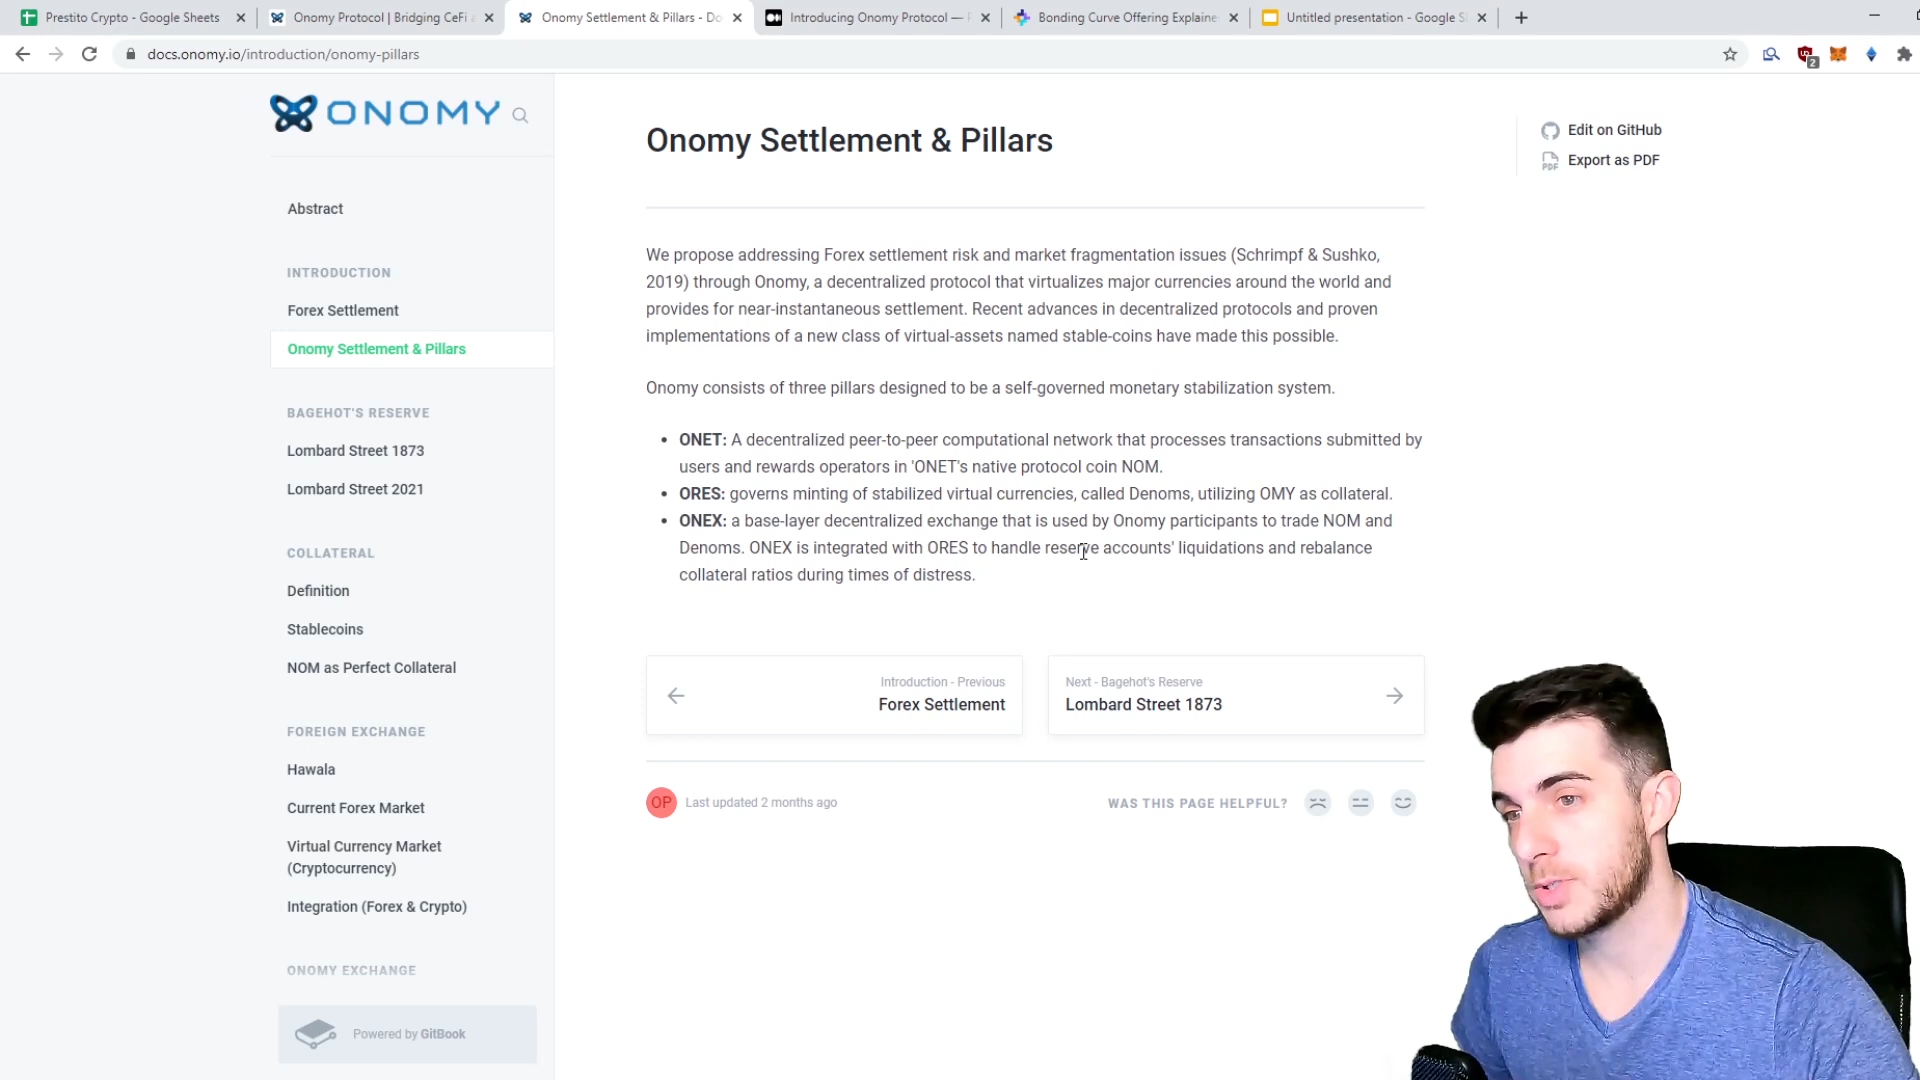 Prestito Crypto - Google Sheets
Onomy Protocol | Bridging CeFi a
Onomy Settlement & Pillars - Do
Introducing Onomy Protocol —
Bonding Curve Offering Explaine
Untitled presentation - Google Sl
docs.onomy.io/introduction/onomy-pillars
2
ONOMY
Abstract
INTRODUCTION
Forex Settlement
Onomy Settlement & Pillars
BAGEHOT'S RESERVE
Lombard Street 1873
Lombard Street 2021
COLLATERAL
Definition
Stablecoins
NOM as Perfect Collateral
FOREIGN EXCHANGE
Hawala
Current Forex Market
Virtual Currency Market
(Cryptocurrency)
Integration (Forex & Crypto)
ONOMY EXCHANGE
Powered by GitBook
Onomy Settlement & Pillars
We propose addressing Forex settlement risk and market fragmentation issues (Schrimpf & Sushko,
2019) through Onomy, a decentralized protocol that virtualizes major currencies around the world and
provides for near-instantaneous settlement. Recent advances in decentralized protocols and proven
implementations of a new class of virtual-assets named stable-coins have made this possible.
Onomy consists of three pillars designed to be a self-governed monetary stabilization system.
• ONET: A decentralized peer-to-peer computational network that processes transactions submitted by
users and rewards operators in 'ONET's native protocol coin NOM.
• ORES: governs minting of stabilized virtual currencies, called Denoms, utilizing OMY as collateral.
• ONEX: a base-layer decentralized exchange that is used by Onomy participants to trade NOM and
Denoms. ONEX is integrated with ORES to handle reserve accounts' liquidations and rebalance
collateral ratios during times of distress.
Introduction - Previous
Forex Settlement
Next - Bagehot's Reserve
Lombard Street 1873
OP Last updated 2 months ago
WAS THIS PAGE HELPFUL?
Edit on GitHub
PDF Export as PDF